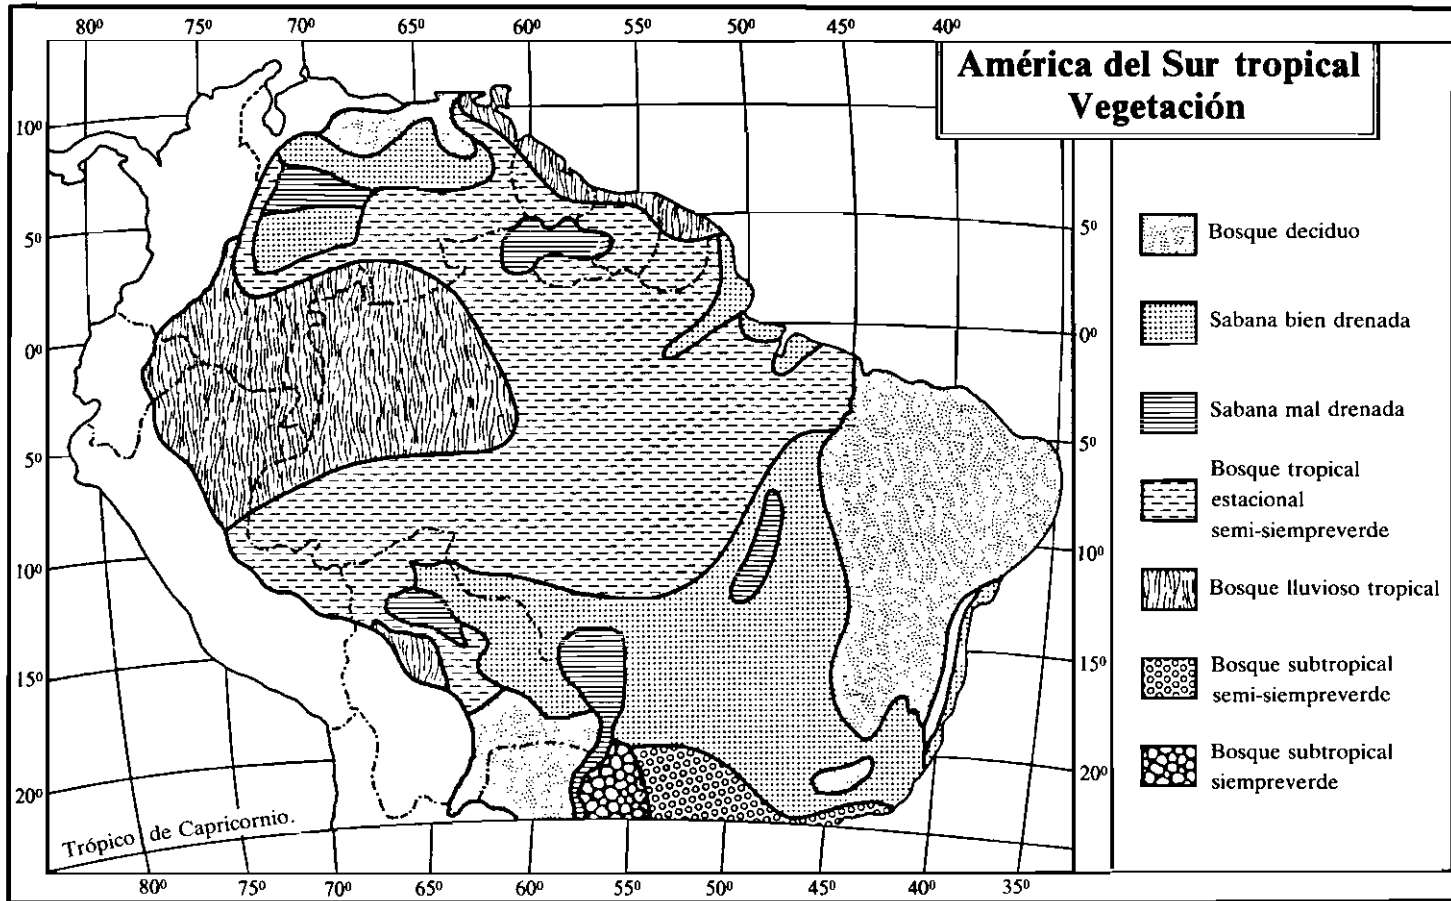 80⁰ 75⁰ 70⁰ 65⁰ 60⁰ 55⁰ 50⁰ 45⁰ 40⁰
América del Sur tropical
Vegetación
10⁰
5⁰
0⁰
5⁰
10⁰
15⁰
20⁰
5⁰
0⁰
5⁰
10⁰
15⁰
20⁰
Trópico de Capricornio.
80⁰ 75⁰ 70⁰ 65⁰ 60⁰ 55⁰ 50⁰ 45⁰ 40⁰ 35⁰
Bosque deciduo
Sabana bien drenada
Sabana mal drenada
Bosque tropical
estacional
semi-siempreverde
Bosque lluvioso tropical
Bosque subtropical
semi-siempreverde
Bosque subtropical
siempreverde